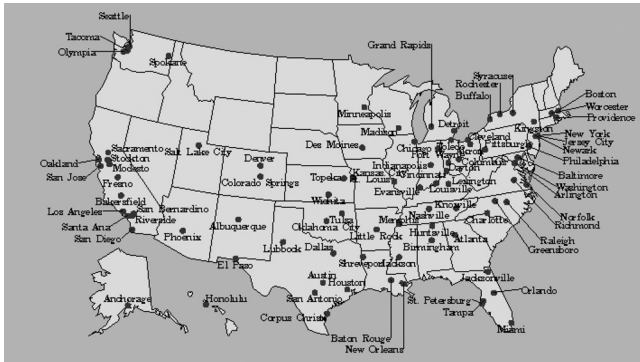 Seattle
Tacoma
Olympia
Spokane
Grand Rapids
Syracuse
Rochester
Buffalo
Boston
Worcester
Providence
Minneapolis
Madison
Detroit
Kingston
New York
Jersey City
Newark
Philadelphia
Cleveland
Pittsburg
Chicago
Toledo
Akron
Fort Wayne
Des Moines
Sacramento
Stockton
Modesto
Oakland
San Jose
Fresno
Salt Lake City
Denver
Colorado Springs
Topeka
Kansas City
St. Louis
Indianapolis
Cincinnati
Dayton
Columbus
Baltimore
Washington
Arlington
Evansville
Louisville
Lexington
Wichita
Bakersfield
Los Angeles
San Bernardino
Riverside
Santa Ana
San Diego
Phoenix
Albuquerque
Oklahoma City
Tulsa
Memphis
Nashville
Knoxville
Charlotte
Norfolk
Richmond
Raleigh
Greensboro
Little Rock
Huntsville
Birmingham
Atlanta
Lubbock
Dallas
Shreveport
Jackson
El Paso
Austin
Houston
San Antonio
Corpus Christi
Baton Rouge
New Orleans
Jacksonville
Orlando
St. Petersburg
Tampa
Miami
Anchorage
Honolulu